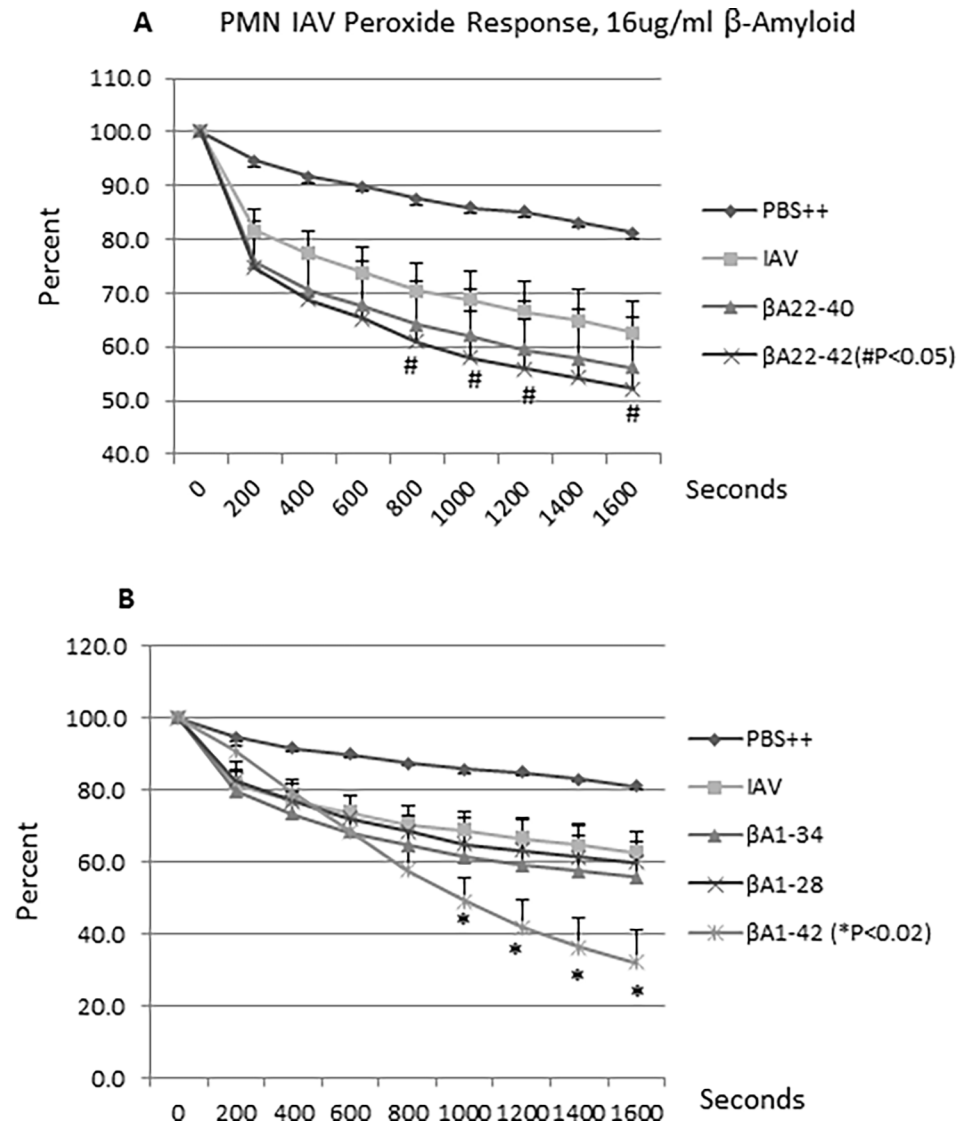 A PMN IAV Peroxide Response, 16ug/ml β-Amyloid
110.0
100.0
90.0
80.0
70.0
60.0
50.0
40.0
Percent
0 200 400 600 800 1000 1200 1400 1600 Seconds
PBS++
IAV
βA22-40
βA22-42(#P<0.05)
# # # #
B
120.0
100.0
80.0
60.0
40.0
20.0
0.0
Percent
0 200 400 600 800 1000 1200 1400 1600 Seconds
PBS++
IAV
βA1-34
βA1-28
βA1-42 (*P<0.02)
* * * *